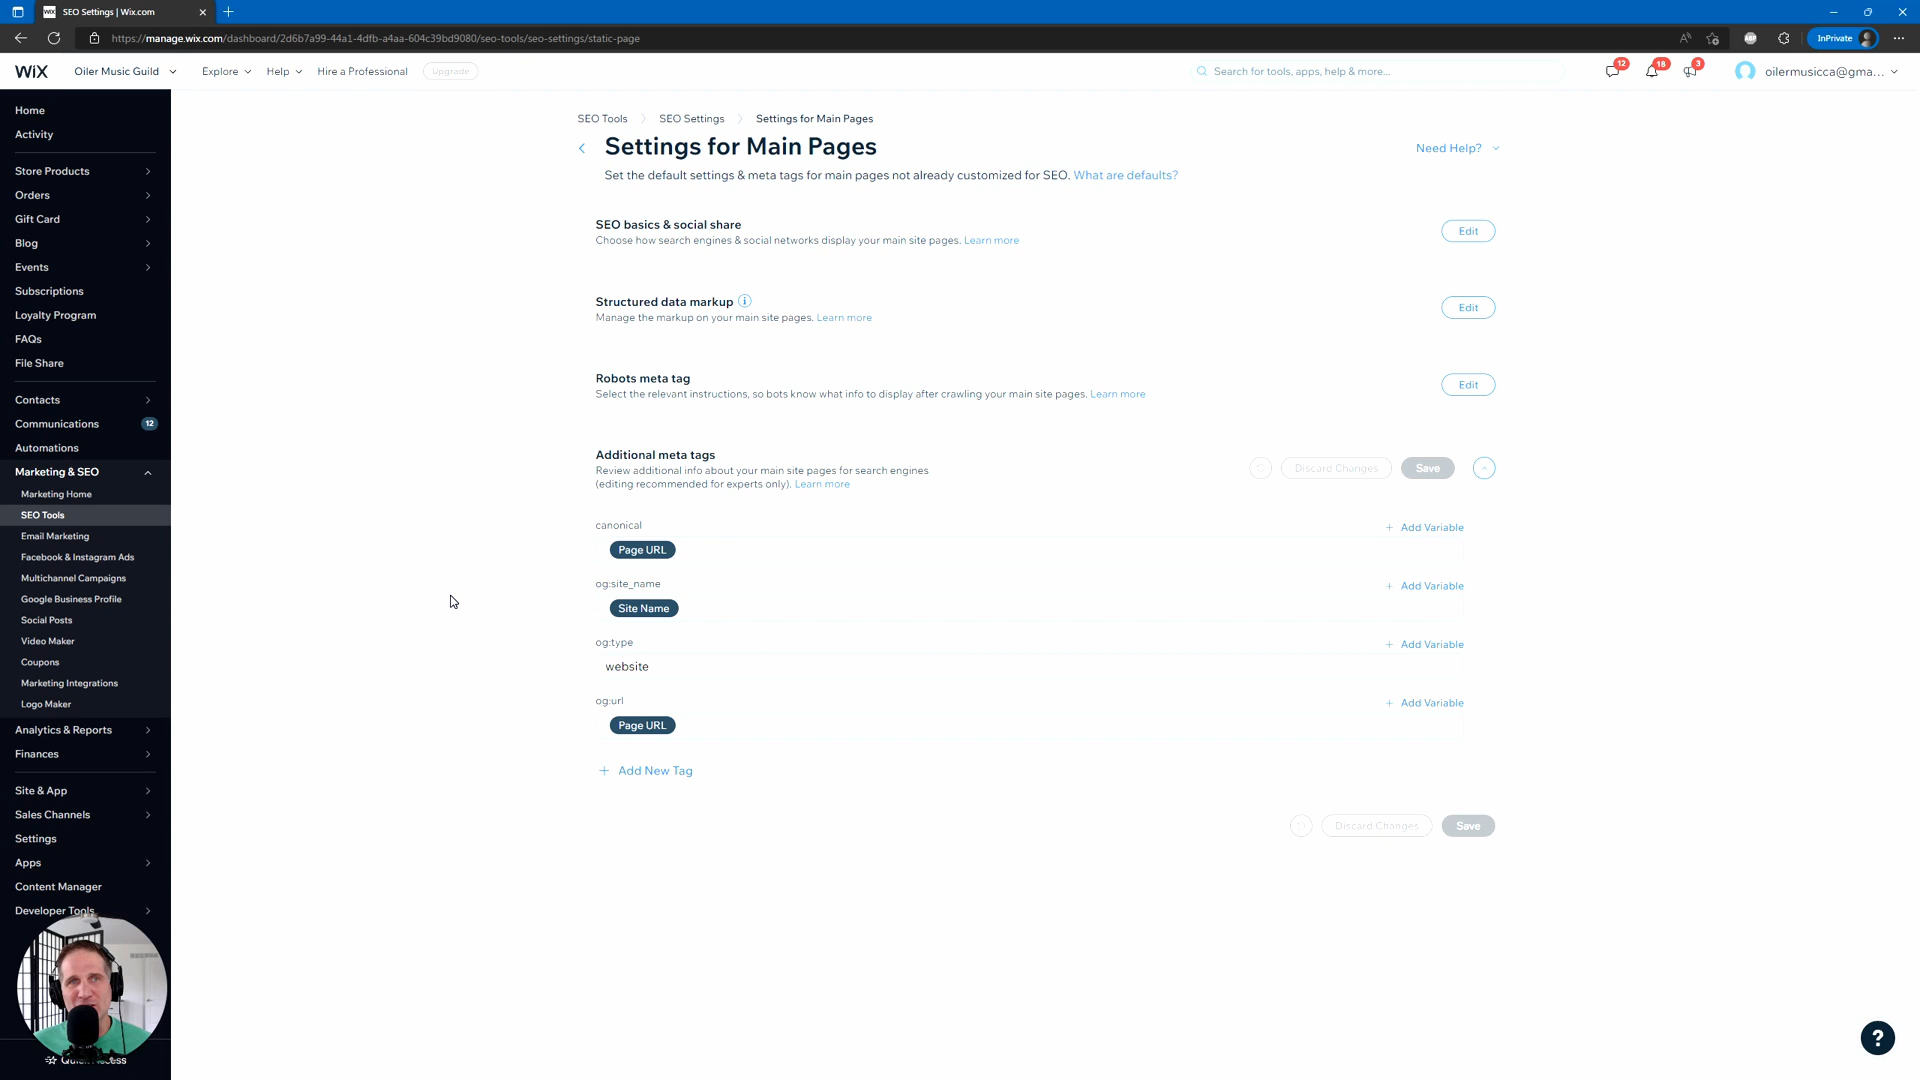 SEO Settings | Wix.com
https://manage.wix.com/dashboard/2d6b7a99-44a1-4dfb-a4aa-604c39bd9080/seo-tools/seo-settings/static-page
InPrivate
WiX
Oiler Music Guild
Explore
Help
Hire a Professional
Upgrade
Search for tools, apps, help & more...
12
18
3
oilermusicca@gma...
Home
Activity
Store Products
Orders
Gift Card
Blog
Events
Subscriptions
Loyalty Program
FAQs
File Share
Contacts
Communications 12
Automations
Marketing & SEO
Marketing Home
SEO Tools
Email Marketing
Facebook & Instagram Ads
Multichannel Campaigns
Google Business Profile
Social Posts
Video Maker
Coupons
Marketing Integrations
Logo Maker
Analytics & Reports
Finances
Site & App
Sales Channels
Settings
Apps
Content Manager
Developer Tools
SEO Tools > SEO Settings > Settings for Main Pages
Settings for Main Pages
Need Help?
Set the default settings & meta tags for main pages not already customized for SEO. What are defaults?
SEO basics & social share
Choose how search engines & social networks display your main site pages. Learn more
Edit
Structured data markup
Manage the markup on your main site pages. Learn more
Edit
Robots meta tag
Select the relevant instructions, so bots know what info to display after crawling your main site pages. Learn more
Edit
Additional meta tags
Review additional info about your main site pages for search engines
(editing recommended for experts only). Learn more
Discard Changes
Save
canonical
+ Add Variable
Page URL
og:site_name
+ Add Variable
Site Name
og:type
+ Add Variable
website
og:url
+ Add Variable
Page URL
+ Add New Tag
Discard Changes
Save
?